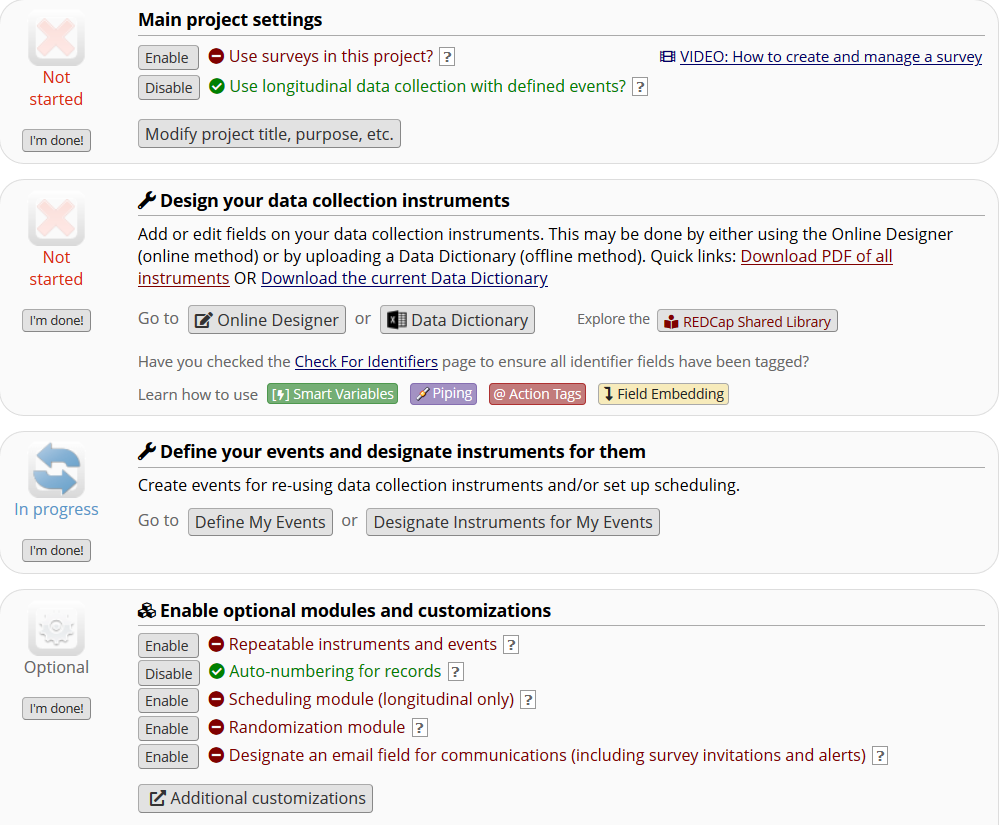 Main project settings
Not started
I'm done!
Enable Use surveys in this project? ?
VIDEO: How to create and manage a survey
Disable Use longitudinal data collection with defined events? ?
Modify project title, purpose, etc.
Design your data collection instruments
Not started
I'm done!
Add or edit fields on your data collection instruments. This may be done by either using the Online Designer
(online method) or by uploading a Data Dictionary (offline method). Quick links: Download PDF of all
instruments OR Download the current Data Dictionary
Go to Online Designer or Data Dictionary Explore the REDCap Shared Library
Have you checked the Check For Identifiers page to ensure all identifier fields have been tagged?
Learn how to use [ ] Smart Variables Piping @ Action Tags Field Embedding
Define your events and designate instruments for them
In progress
I'm done!
Create events for re-using data collection instruments and/or set up scheduling.
Go to Define My Events or Designate Instruments for My Events
Enable optional modules and customizations
Optional
I'm done!
Enable Repeatable instruments and events ?
Disable Auto-numbering for records ?
Enable Scheduling module (longitudinal only) ?
Enable Randomization module ?
Enable Designate an email field for communications (including survey invitations and alerts) ?
Additional customizations